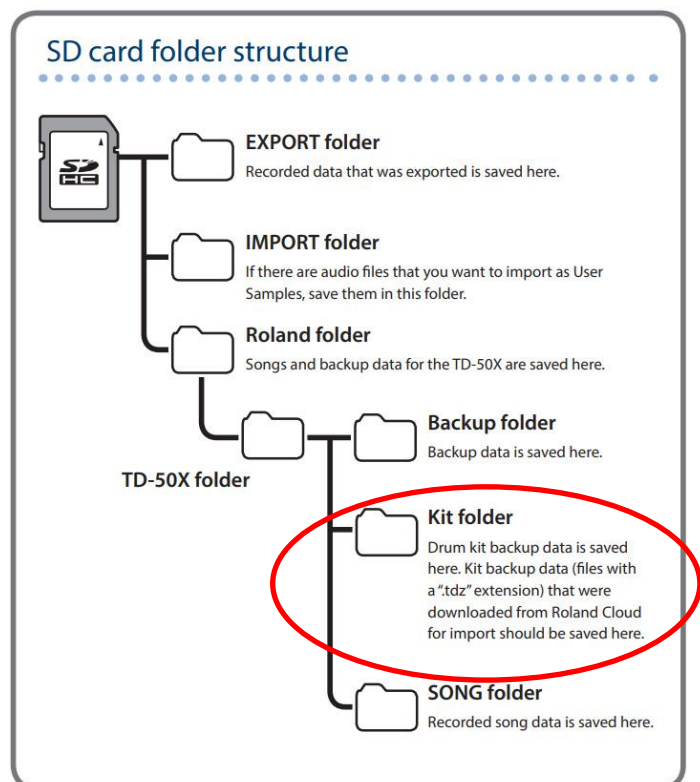 SD card folder structure
SD
HC
EXPORT folder
Recorded data that was exported is saved here.
IMPORT folder
If there are audio files that you want to import as User
Samples, save them in this folder.
Roland folder
Songs and backup data for the TD-50X are saved here.
TD-50X folder
Backup folder
Backup data is saved here.
Kit folder
Drum kit backup data is saved
here. Kit backup data (files with
a “.tdz” extension) that were
downloaded from Roland Cloud
for import should be saved here.
SONG folder
Recorded song data is saved here.